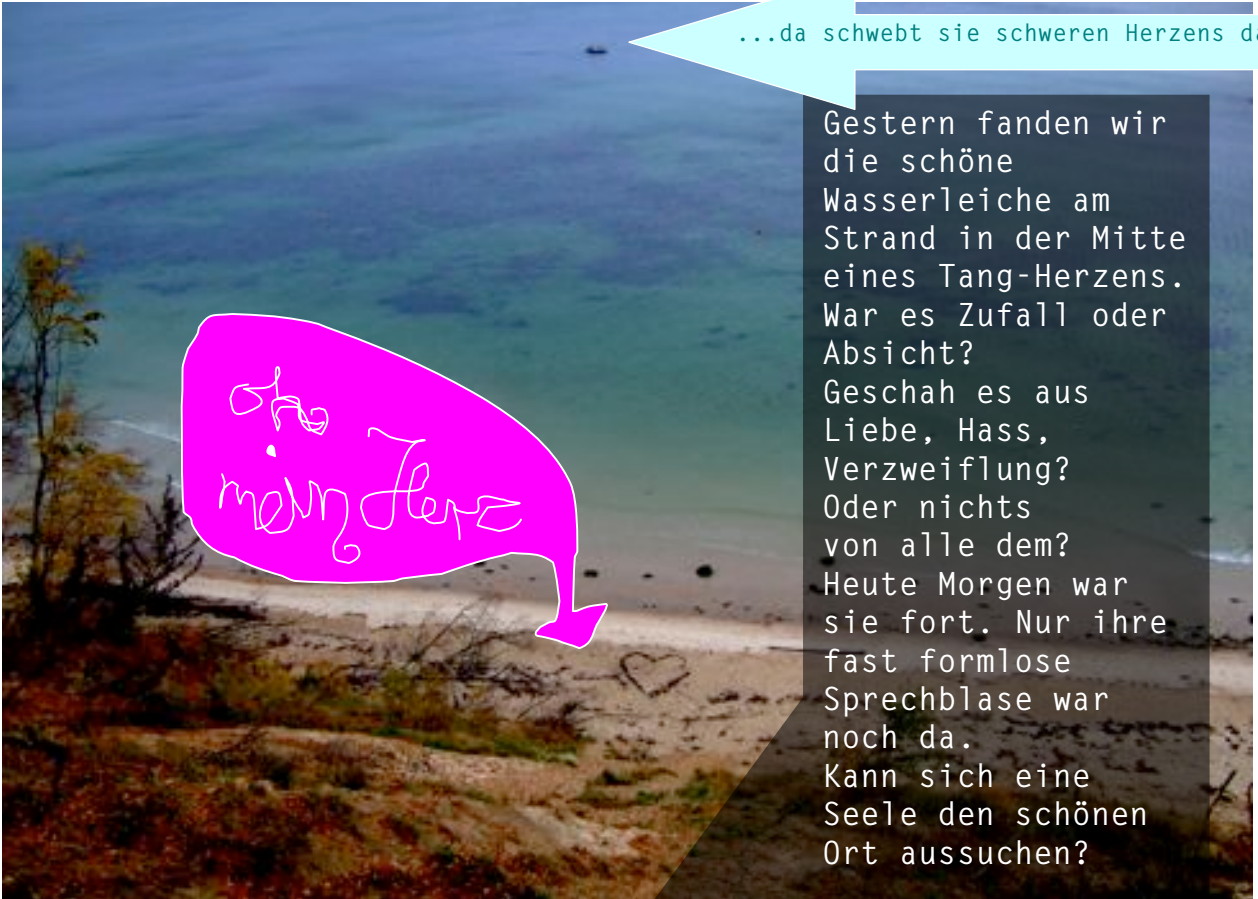 ...da schwebt sie schweren Herzens
Gestern fanden wir
die schöne
Wasserleiche am
Strand in der Mitte
eines Tang-Herzens.
War es Zufall oder
Absicht?
Geschah es aus
Liebe, Hass,
Verzweiflung?
Oder nichts
von alle dem?
Heute Morgen war
sie fort. Nur ihre
fast formlose
Sprechblase war
noch da.
Kann sich eine
Seele den schönen
Ort aussuchen?
mein Herz